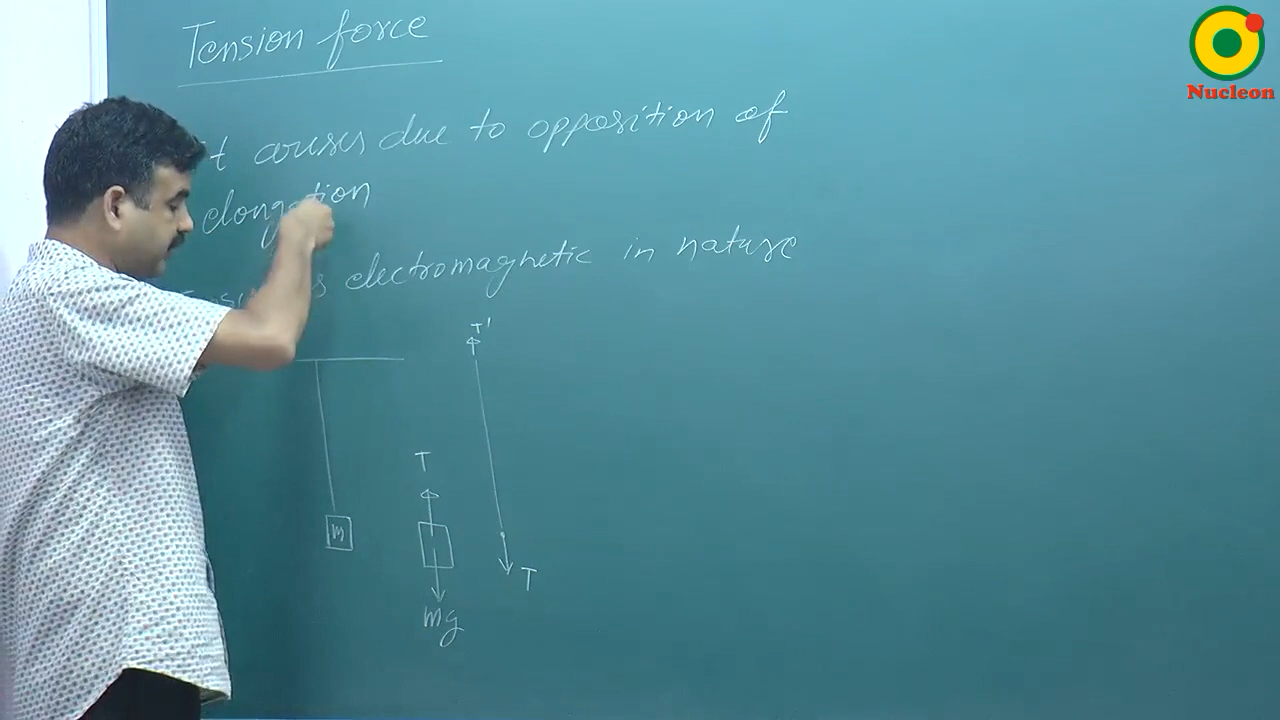 Tension force
t arises due to opposition of
elongation
electromagnetic in nature
T'
T
m
T
mg
Nucleon